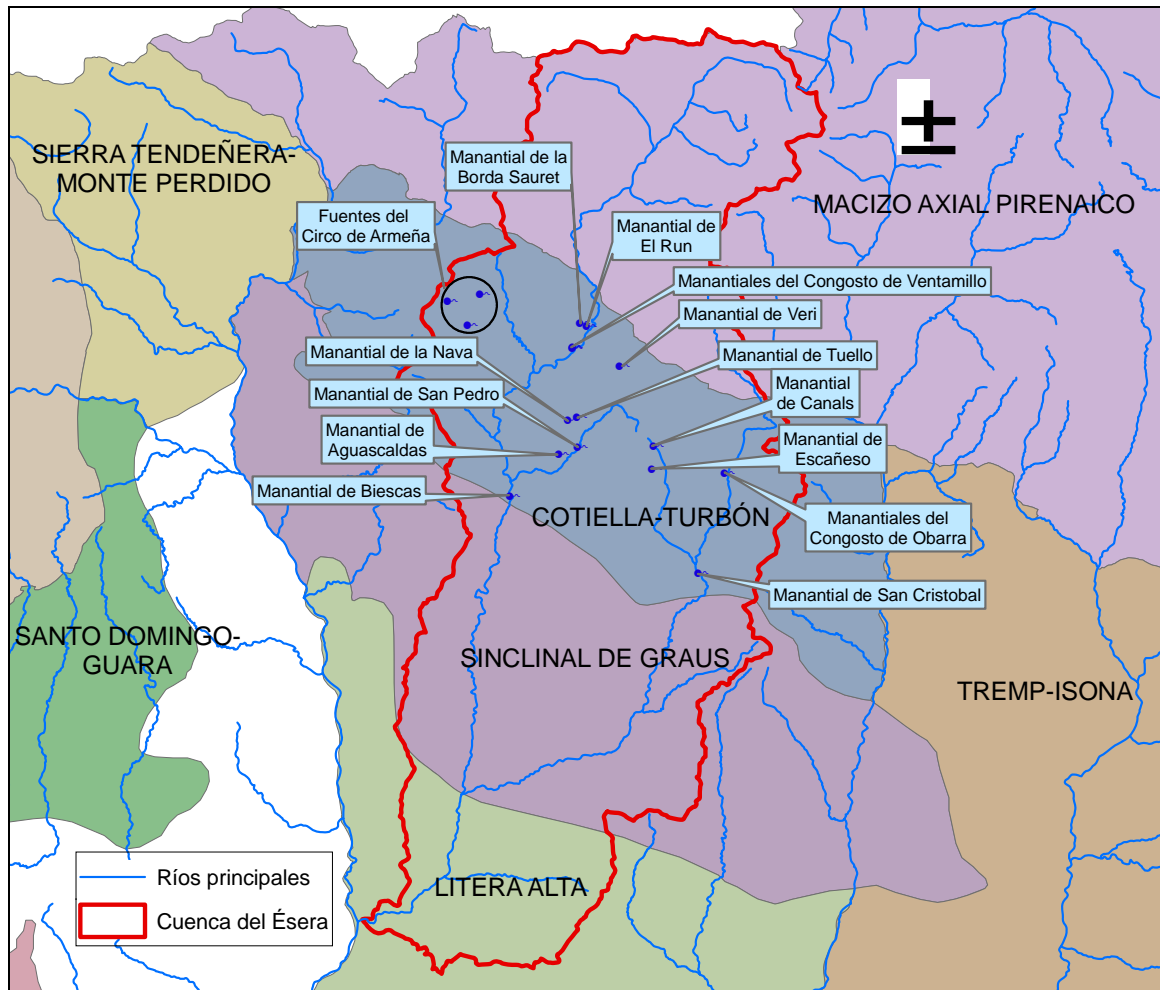 SIERRA TENDEÑERA-
MONTE PERDIDO
Manantial de la
Borda Sauret
MACIZO AXIAL PIRENAICO
Fuentes del
Circo de Armeña
Manantial de
El Run
Manantiales del Congosto de Ventamillo
Manantial de Veri
Manantial de la Nava
Manantial de Tuello
Manantial de San Pedro
Manantial
de Canals
Manantial de
Aguascaldas
Manantial de
Escañeso
Manantial de Biescas
COTIELLA-TURBÓN
Manantiales del
Congosto de Obarra
Manantial de San Cristobal
SANTO DOMINGO-
GUARA
SINCLINAL DE GRAUS
TREMP-ISONA
LITERA ALTA
Ríos principales
Cuenca del Ésera